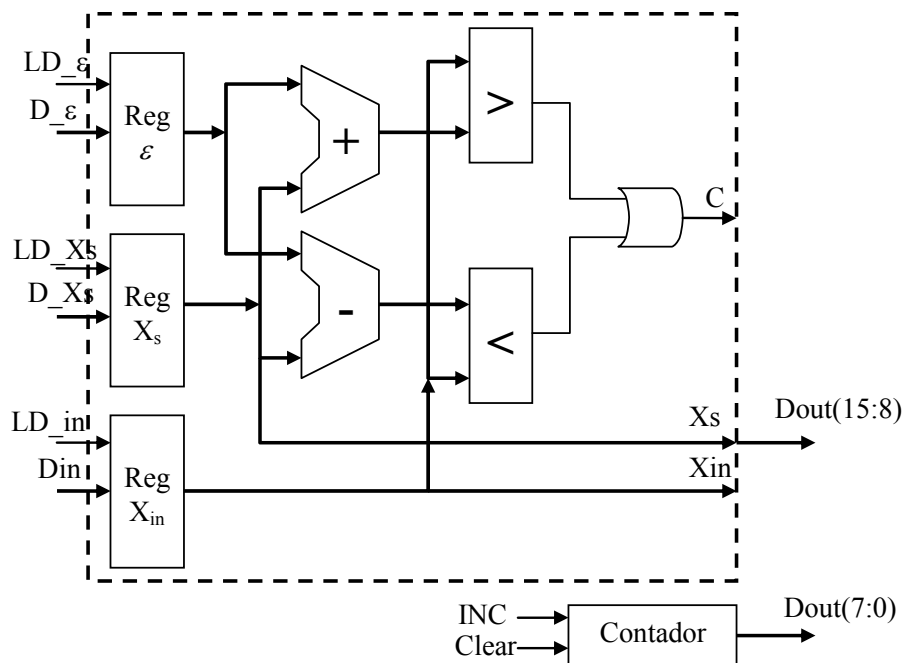 LD_ε
D_ε
Reg
ε
+
>
C
LD_Xs
D_Xs
Reg
Xs
-
<
LD_in
Din
Reg
Xin
Xs
Xin
Dout(15:8)
INC
Clear
Contador
Dout(7:0)